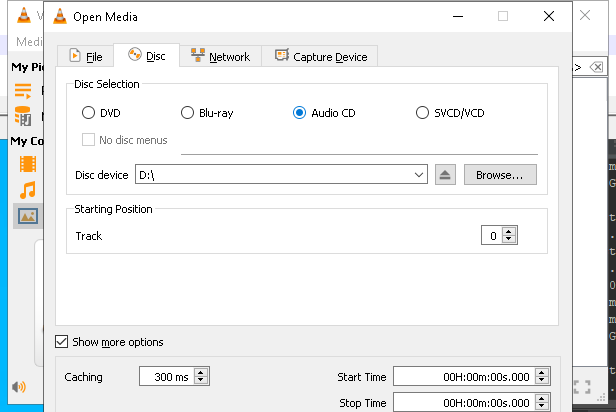 Open Media
Medi
File
Disc
Network
Capture Device
My Pi
Disc Selection
DVD
Blu-ray
Audio CD
SVCD/VCD
No disc menus
My Co
Disc device
D:\
Browse...
Starting Position
Track
0
Show more options
Caching
300 ms
Start Time
00H:00m:00s.000
Stop Time
00H:00m:00s.000